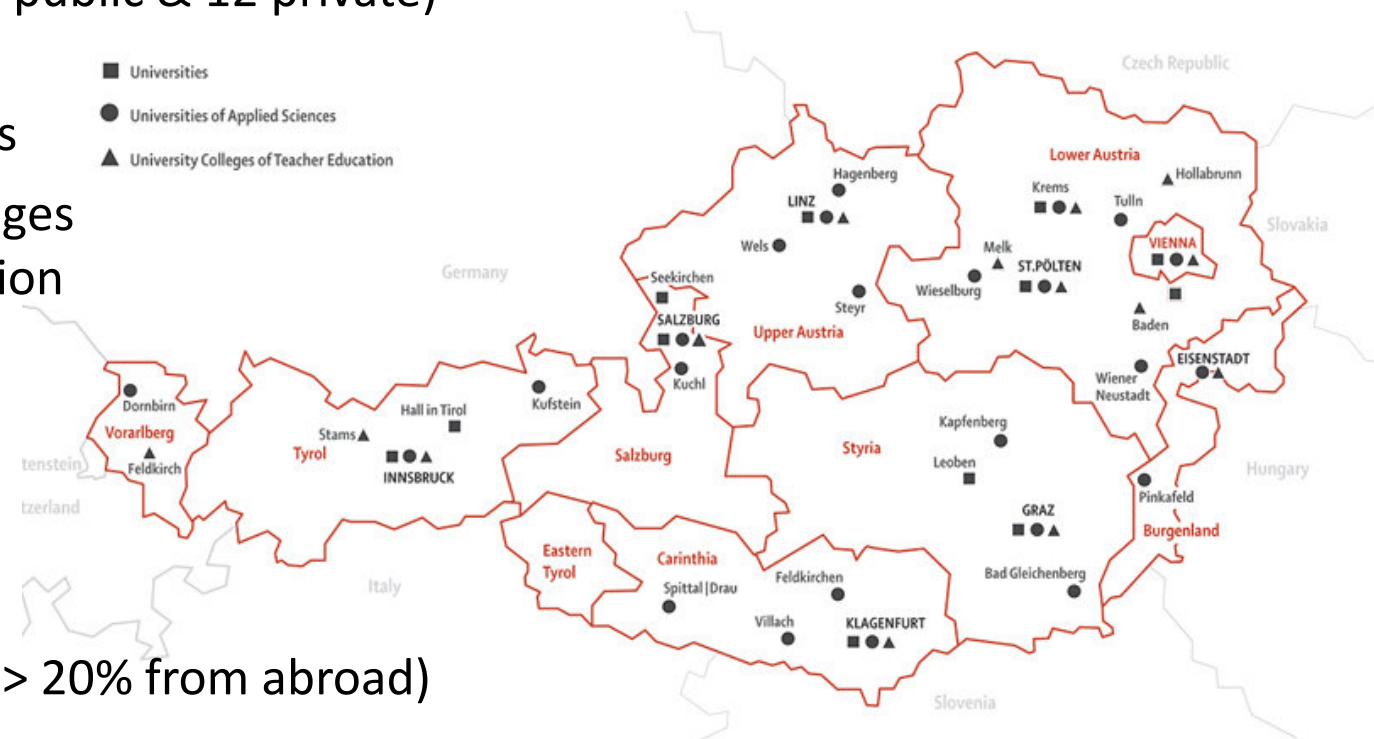 public & 12 private)
Universities
Universities of Applied Sciences
University Colleges of Teacher Education
s
ges
ion
> 20% from abroad)
Czech Republic
Lower Austria
Hollabrunn
Hagenberg
Krems
Tulln
LINZ
Slovakia
Wels
VIENNA
Melk
ST.PÖLTEN
Germany
Seekirchen
Wieselburg
Steyr
SALZBURG
Upper Austria
Baden
EISENSTADT
Kuchl
Wiener
Neustadt
Dornbirn
Hall in Tirol
Kufstein
Kapfenberg
Vorarlberg
Stams
Tyrol
Salzburg
Styria
Leoben
tenstein
Feldkirch
INNSBRUCK
Hungary
Pinkafeld
tzerland
GRAZ
Burgenland
Eastern
Tyrol
Carinthia
Feldkirchen
Bad Gleichenberg
Italy
Spittal|Drau
Villach
KLAGENFURT
Slovenia